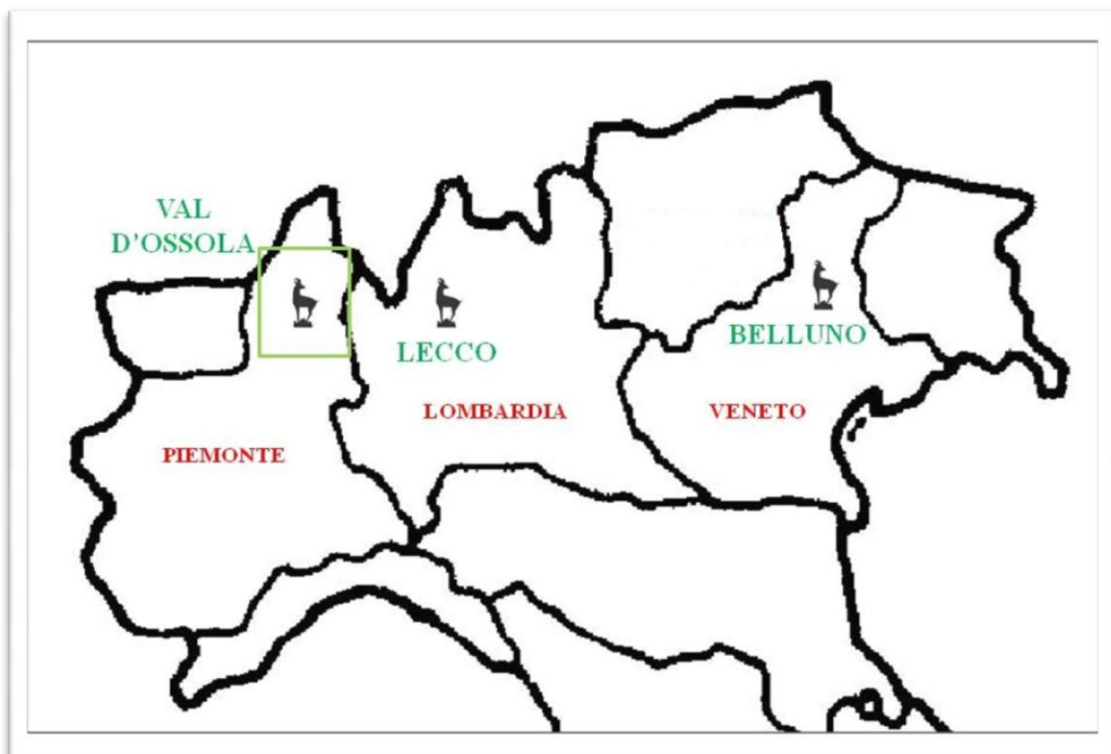 VAL
D'OSSOLA
LECCO
BELLUNO
LOMBARDIA
VENETO
PIEMONTE